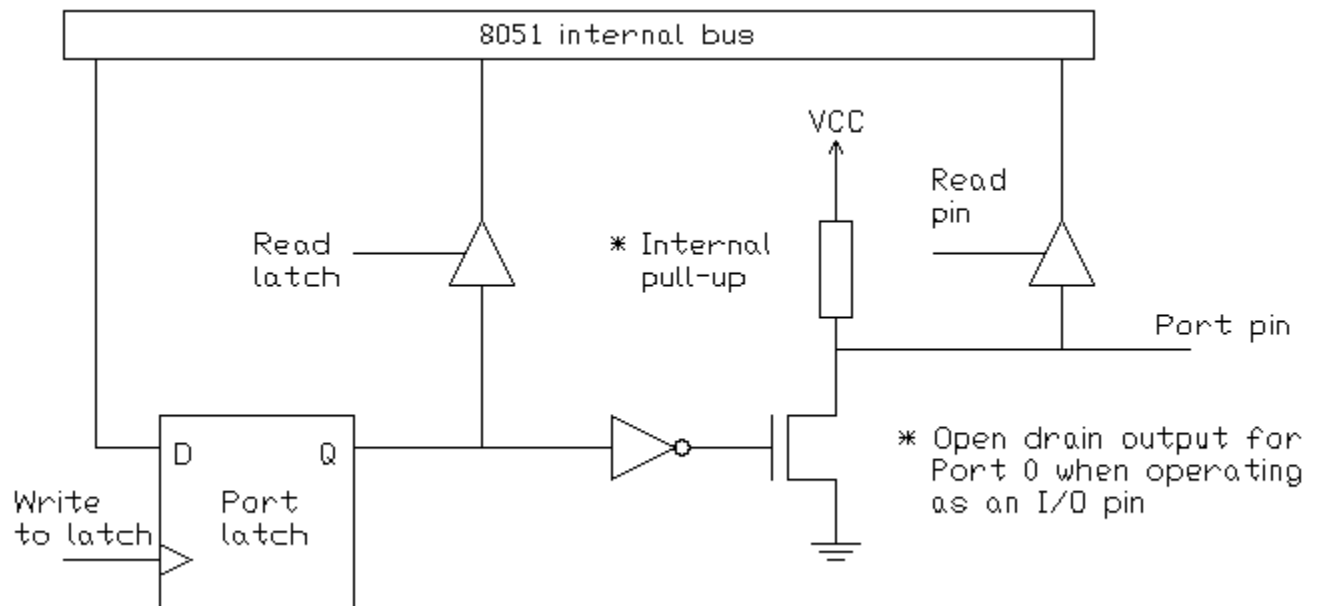 8051 internal bus
VCC
Read
pin
Read
latch
* Internal
pull-up
Port pin
D
Q
* Open drain output for
Port 0 when operating
as an I/O pin
Write
to latch
Port
latch